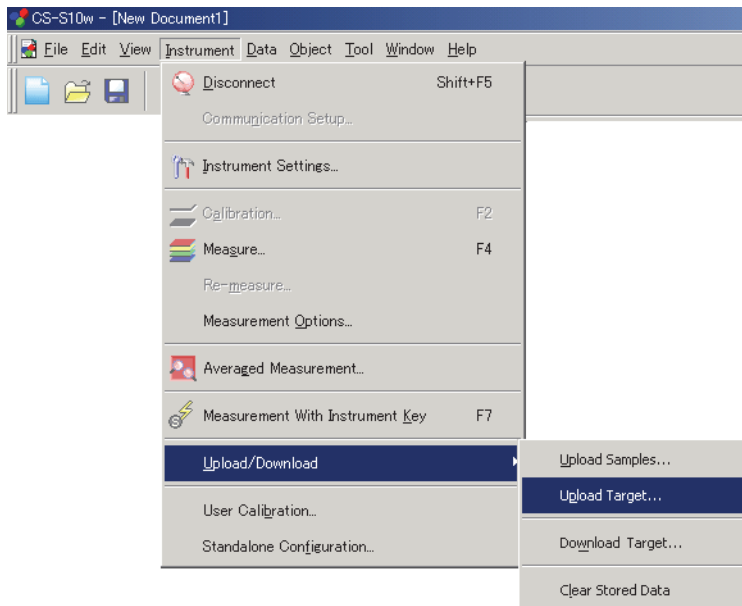 CS-S10w - [New Document1]
File Edit View Instrument Data Object Tool Window Help
Disconnect Shift+F5
Communication Setup...
Instrument Settings...
Calibration... F2
Measure... F4
Re-measure...
Measurement Options...
Averaged Measurement...
Measurement With Instrument Key F7
Upload/Download
Upload Samples...
Upload Target...
Download Target...
Clear Stored Data
User Calibration...
Standalone Configuration...